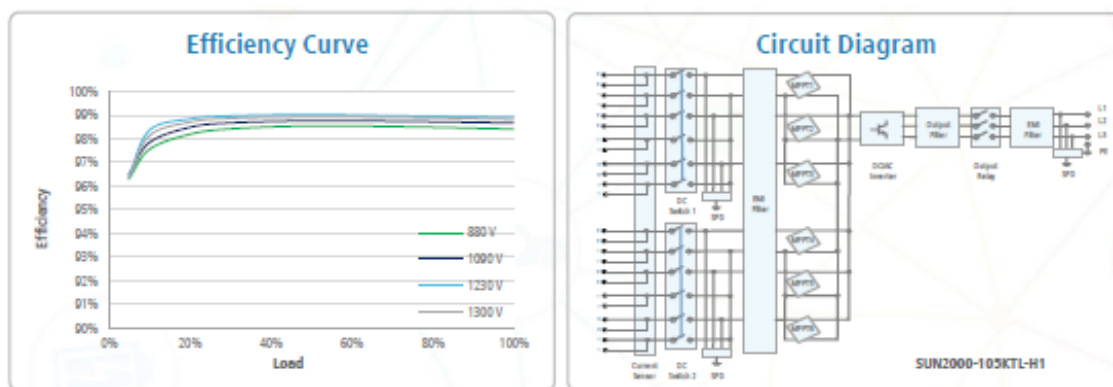 Efficiency Curve
100%
99%
98%
97%
96%
95%
94%
93%
92%
91%
90%
Efficiency
0%
20%
40%
60%
80%
100%
Load
880 V
1090 V
1230 V
1300 V
Circuit Diagram
Current
Sensor
DC
Switch 1
SPD
DC
Switch 2
SPD
EMI
Filter
MPPT1
MPPT2
MPPT3
MPPT4
MPPT5
MPPT6
DC/AC
Inverter
Output
Filter
Output
Relay
EMI
Filter
L1
L2
L3
PE
SPD
SUN2000-105KTL-H1